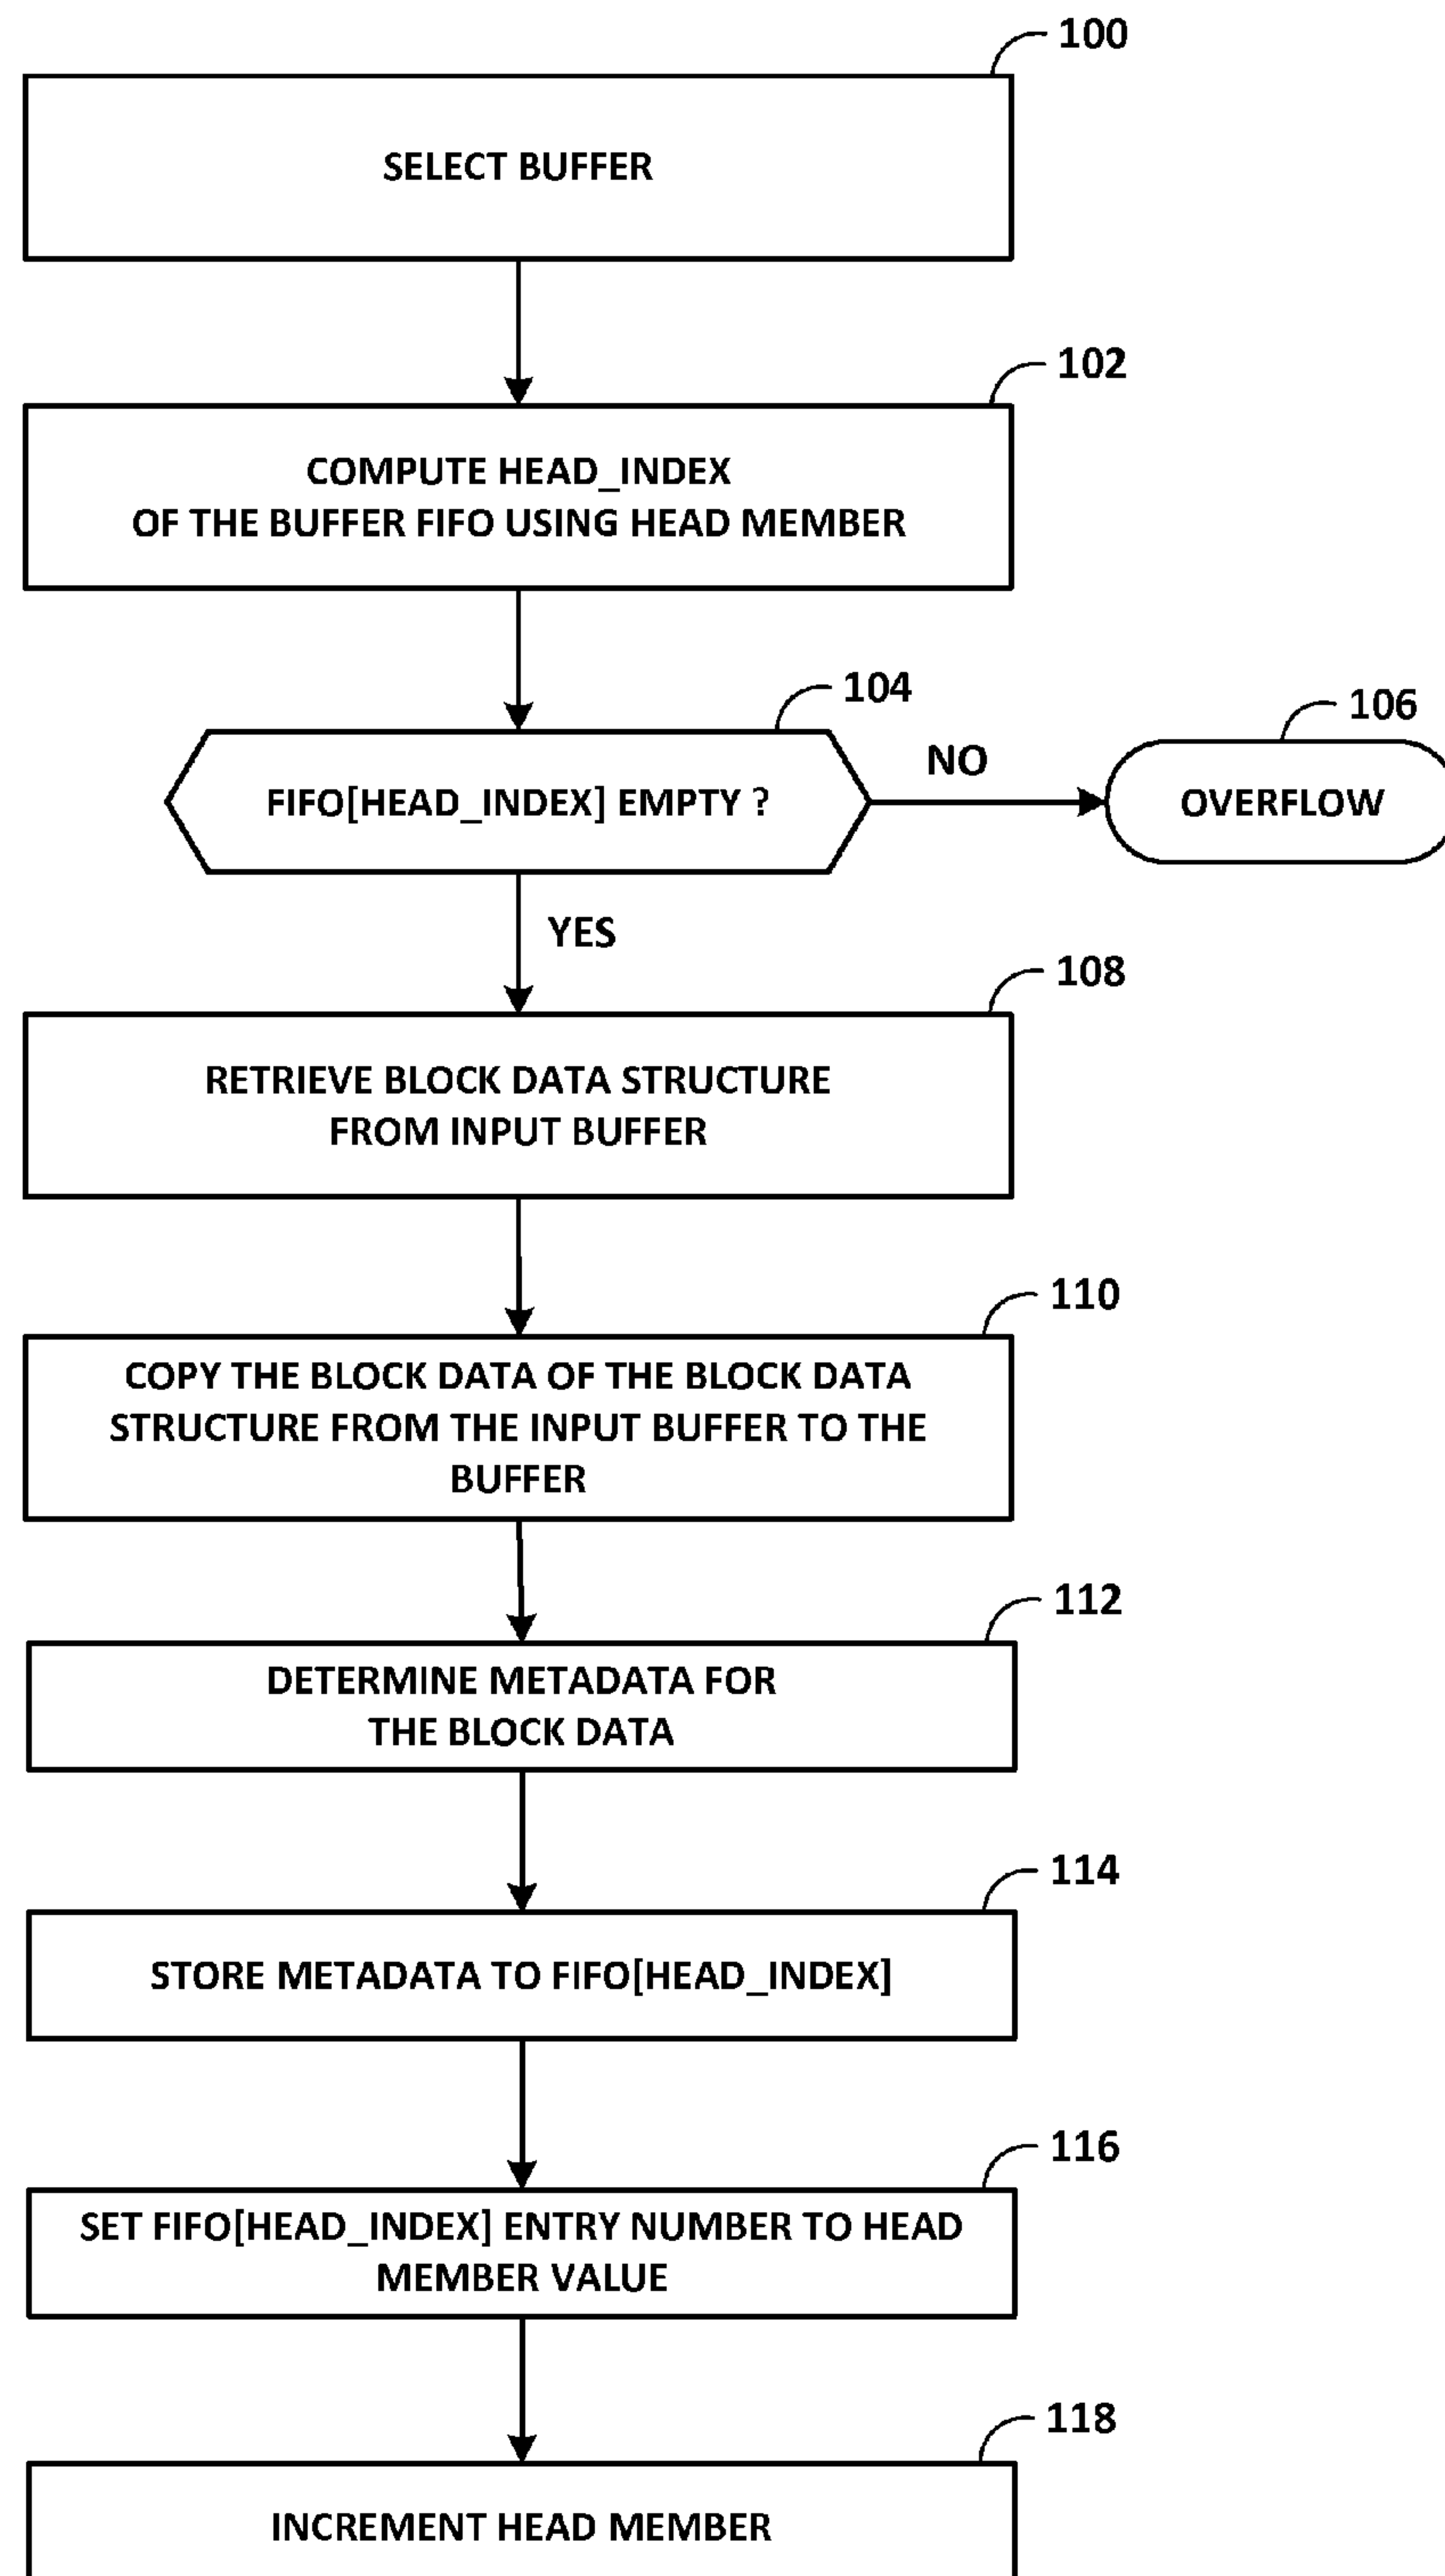 100
SELECT BUFFER
102
COMPUTE HEAD_INDEX
OF THE BUFFER FIFO USING HEAD MEMBER
104
FIFO[HEAD_INDEX] EMPTY ?
NO
106
OVERFLOW
YES
108
RETRIEVE BLOCK DATA STRUCTURE
FROM INPUT BUFFER
110
COPY THE BLOCK DATA OF THE BLOCK DATA
STRUCTURE FROM THE INPUT BUFFER TO THE
BUFFER
112
DETERMINE METADATA FOR
THE BLOCK DATA
114
STORE METADATA TO FIFO[HEAD_INDEX]
116
SET FIFO[HEAD_INDEX] ENTRY NUMBER TO HEAD
MEMBER VALUE
118
INCREMENT HEAD MEMBER